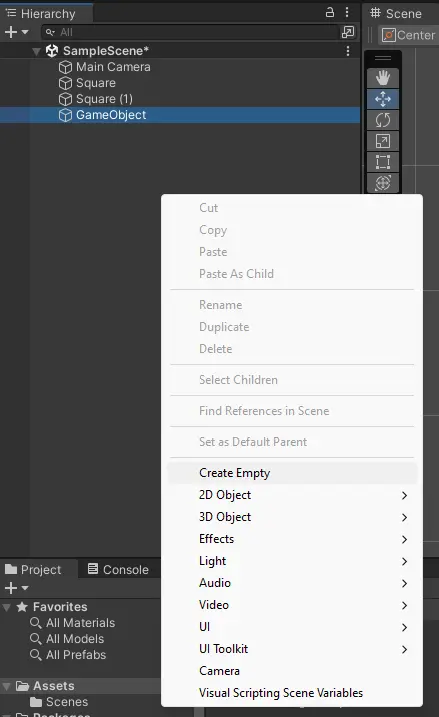 Hierarchy
Scene
All
Center
SampleScene*
Main Camera
Square
Square (1)
GameObject
Cut
Copy
Paste
Paste As Child
Rename
Duplicate
Delete
Select Children
Find References in Scene
Set as Default Parent
Create Empty
2D Object
3D Object
Effects
Light
Audio
Video
UI
UI Toolkit
Camera
Visual Scripting Scene Variables
Project
Console
Favorites
All Materials
All Models
All Prefabs
Assets
Scenes
Packages